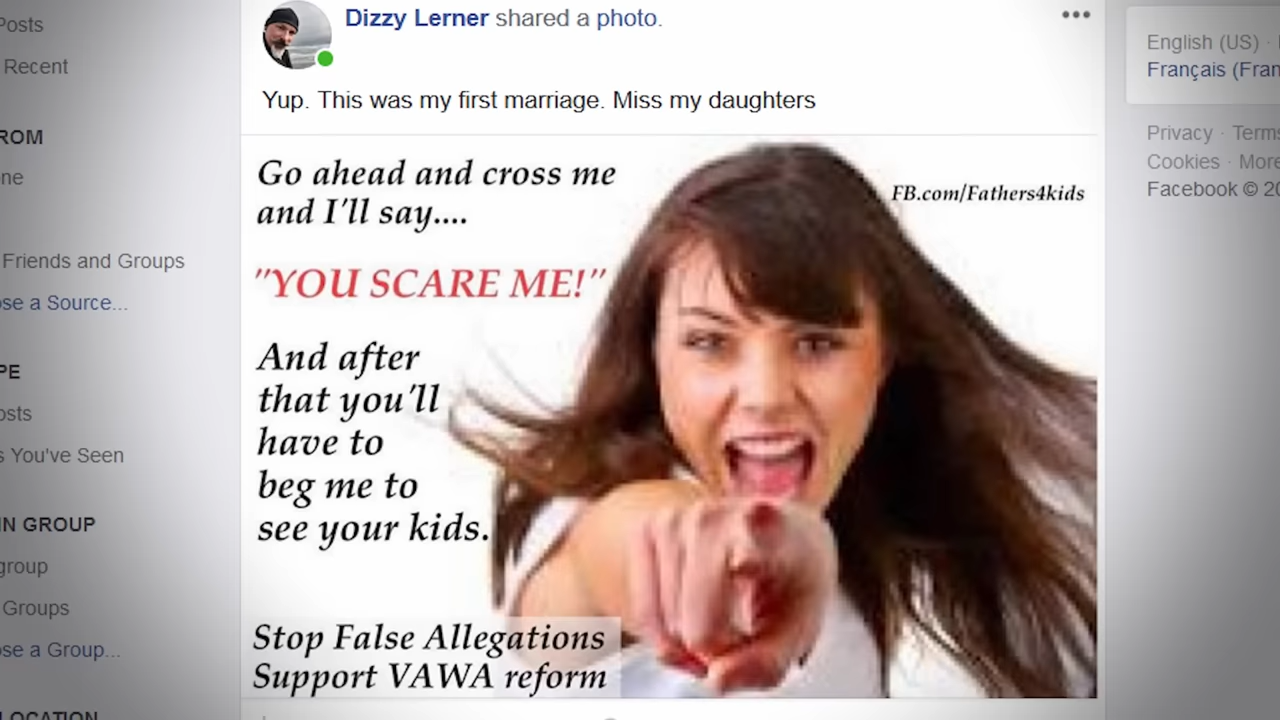 Posts
Recent
ROM
ne
Friends and Groups
ose a Source...
PE
osts
s You've Seen
IN GROUP
group
Groups
ose a Group...
LOCATION
Dizzy Lerner shared a photo.
Yup. This was my first marriage. Miss my daughters
Go ahead and cross me
and I'll say....
"YOU SCARE ME!"
And after
that you'll
have to
beg me to
see your kids.
Stop False Allegations
Support VAWA reform
FB.com/Fathers4kids
English (US) ·
Français (Fran
Privacy · Terms
Cookies · More
Facebook © 20